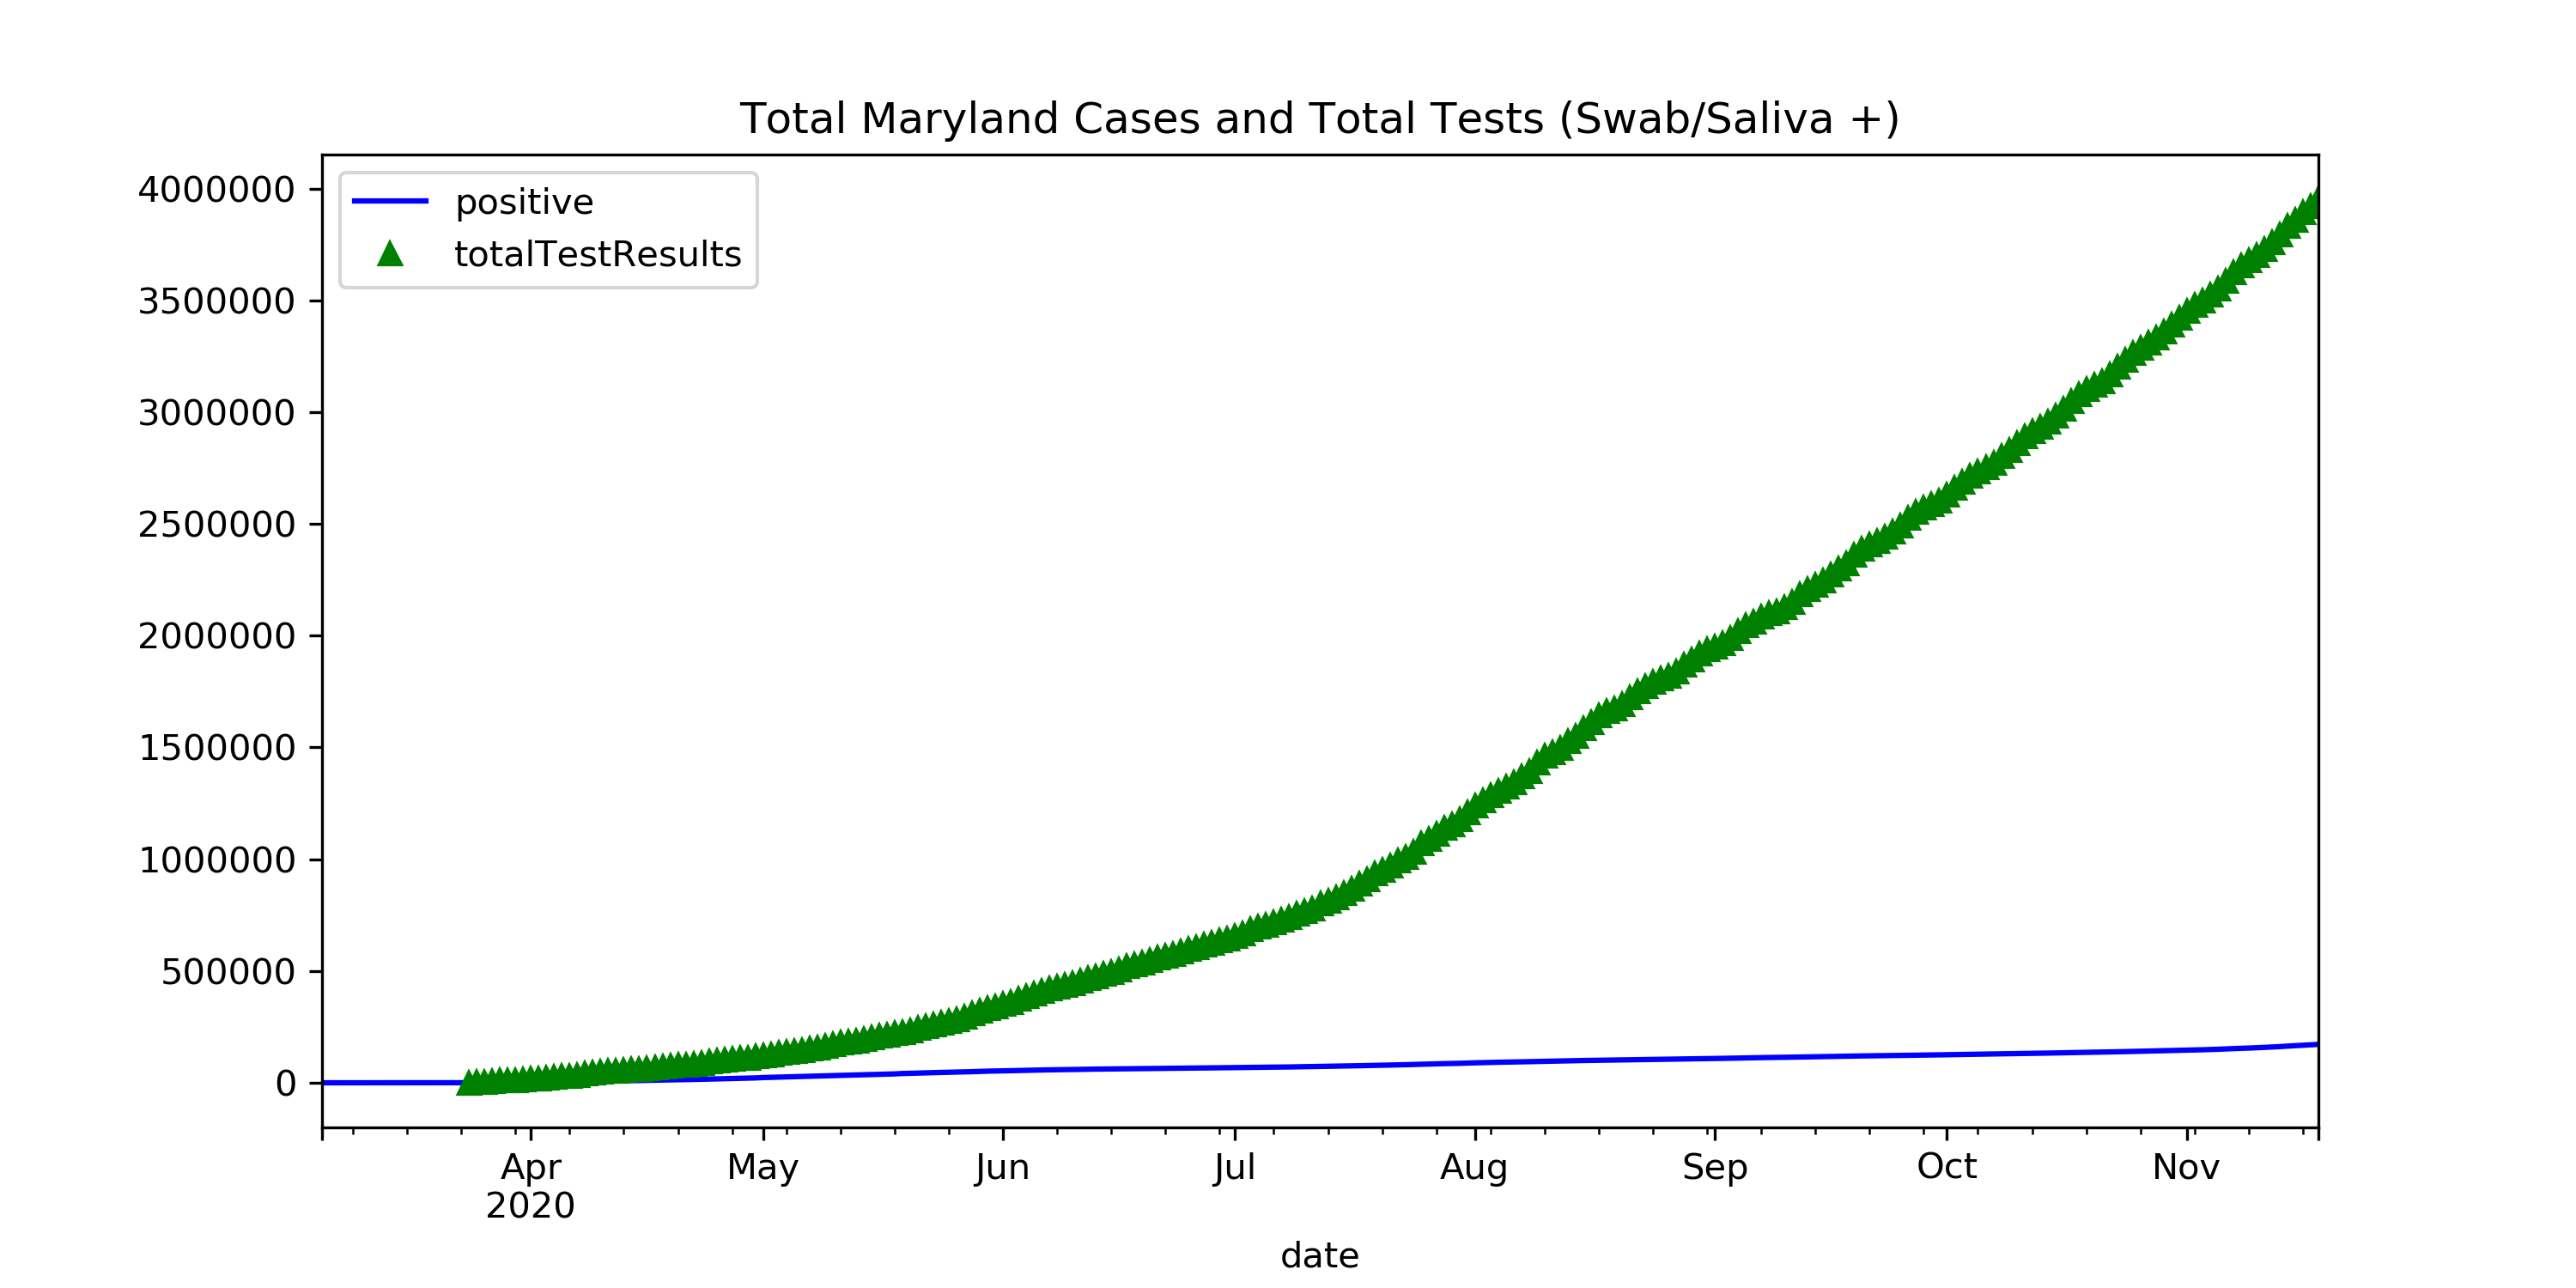 Total Maryland Cases and Total Tests (Swab/Saliva +)
positive
totalTestResults
4000000
3500000
3000000
2500000
2000000
1500000
1000000
500000
0
Apr May Jun Jul Aug Sep Oct Nov
2020
date